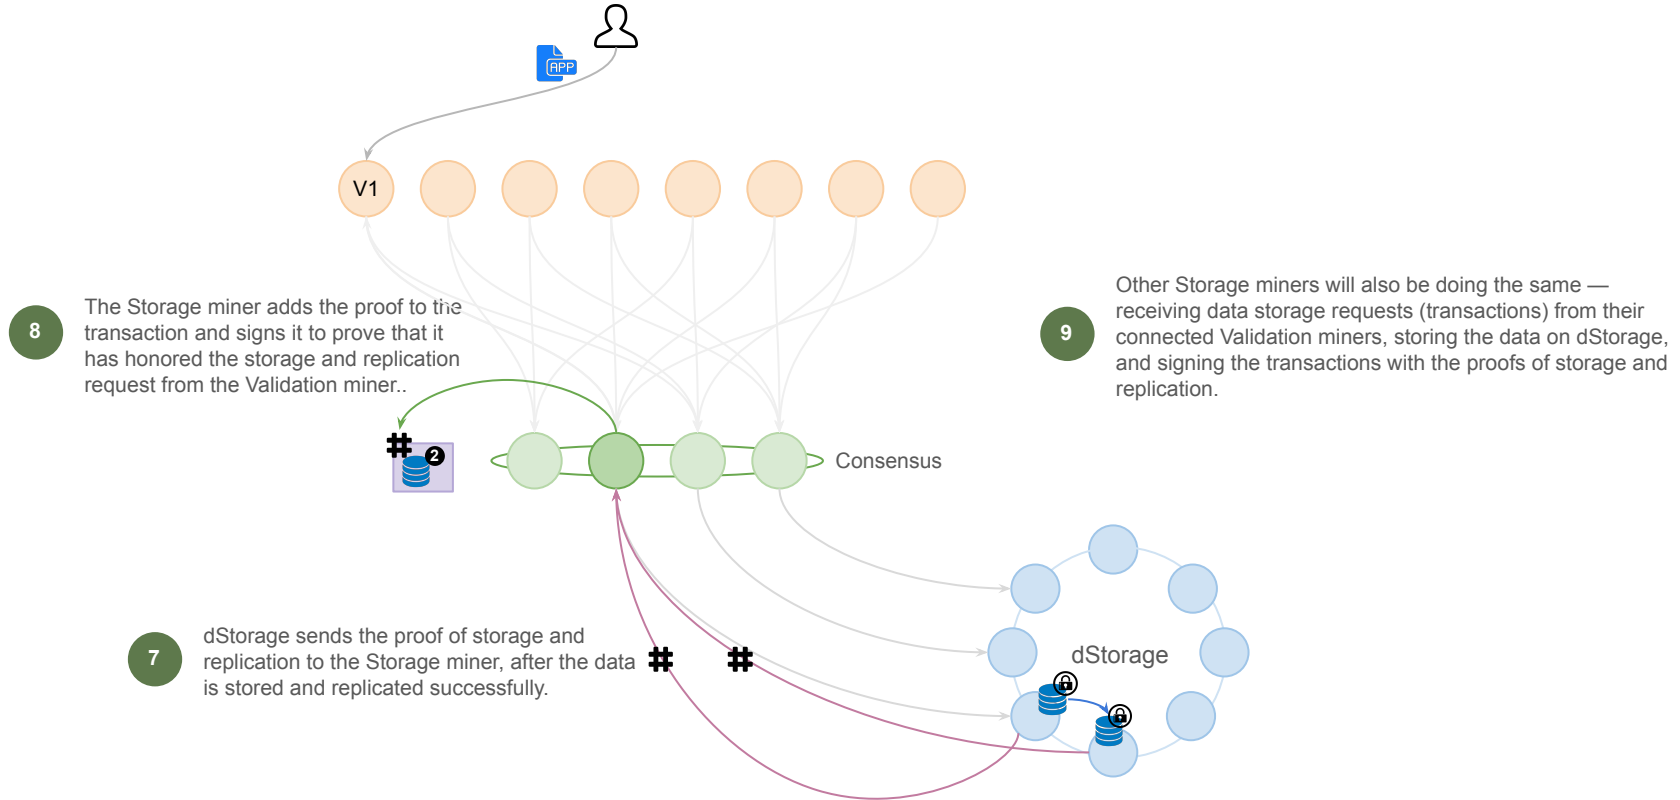 APP
V1
8
The Storage miner adds the proof to the
transaction and signs it to prove that it
has honored the storage and replication
request from the Validation miner..
9
Other Storage miners will also be doing the same —
receiving data storage requests (transactions) from their
connected Validation miners, storing the data on dStorage,
and signing the transactions with the proofs of storage and
replication.
#
2
Consensus
7
dStorage sends the proof of storage and
replication to the Storage miner, after the data
is stored and replicated successfully.
#
#
dStorage